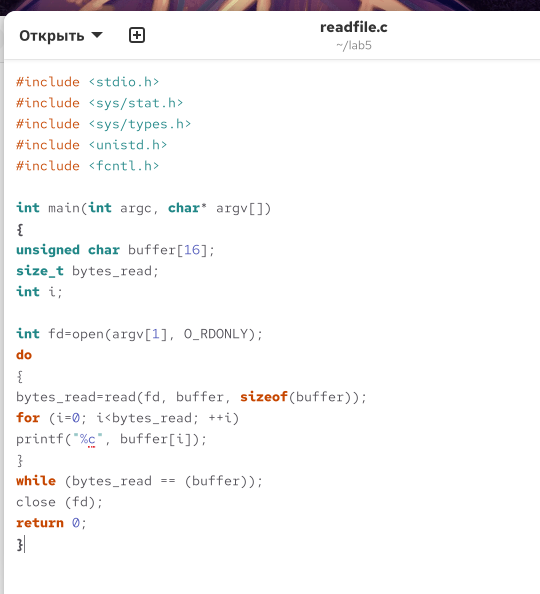 Открыть
readfile.c
~/lab5
#include <stdio.h>
#include <sys/stat.h>
#include <sys/types.h>
#include <unistd.h>
#include <fcntl.h>
int main(int argc, char* argv[])
{
unsigned char buffer[16];
size_t bytes_read;
int i;
int fd=open(argv[1], O_RDONLY);
do
{
bytes_read=read(fd, buffer, sizeof(buffer));
for (i=0; i<bytes_read; ++i)
printf("%c", buffer[i]);
}
while (bytes_read == (buffer));
close (fd);
return 0;
}